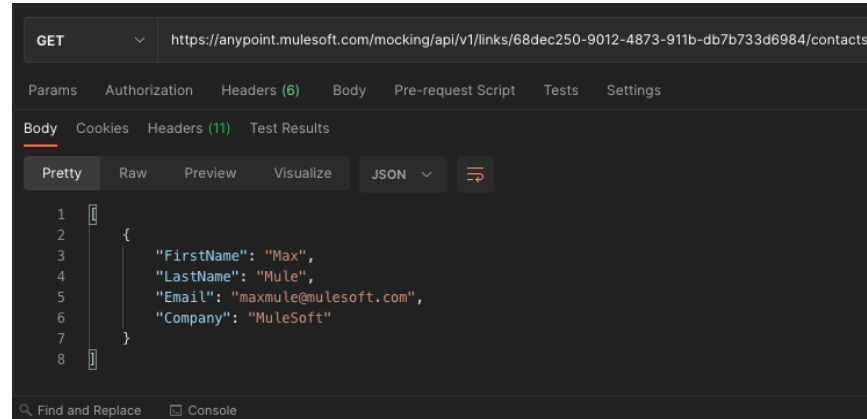 GET https://anypoint.mulesoft.com/mocking/api/v1/links/68dec250-9012-4873-911b-db7b733d6984/contacts
Params Authorization Headers (6) Body Pre-request Script Tests Settings
Body Cookies Headers (11) Test Results
Pretty Raw Preview Visualize JSON
1 [
2 {
3 "FirstName": "Max",
4 "LastName": "Mule",
5 "Email": "maxmule@mulesoft.com",
6 "Company": "MuleSoft"
7 }
8 ]
Find and Replace Console